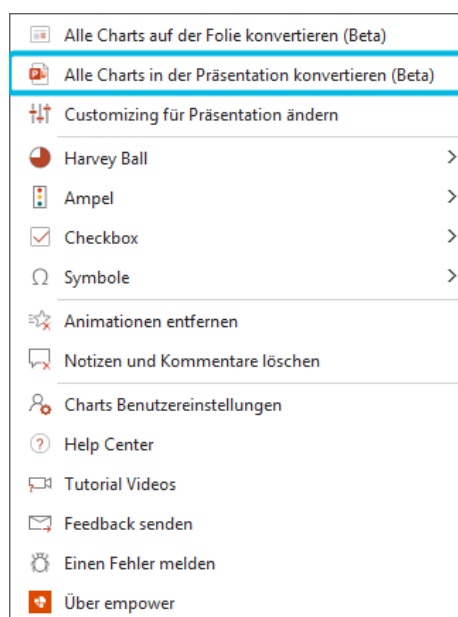 Alle Charts auf der Folie konvertieren (Beta)
Alle Charts in der Präsentation konvertieren (Beta)
Customizing für Präsentation ändern
Harvey Ball
Ampel
Checkbox
Symbole
Animationen entfernen
Notizen und Kommentare löschen
Charts Benutzereinstellungen
Help Center
Tutorial Videos
Feedback senden
Einen Fehler melden
Über empower